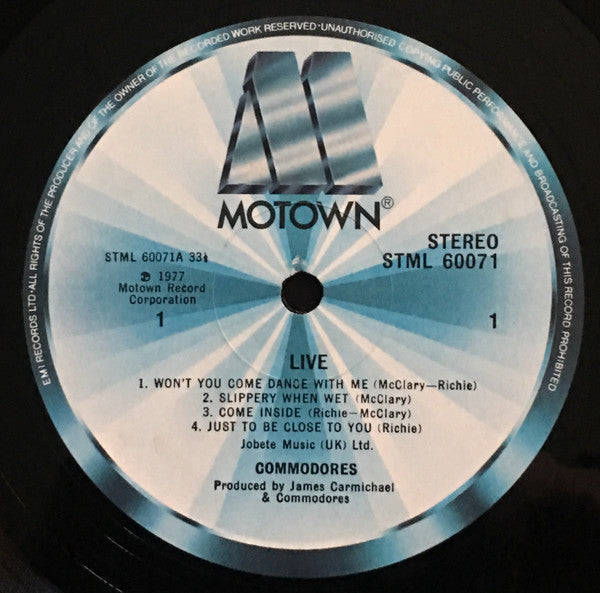 EMI RECORDS LTD·ALL RIGHTS OF THE PRODUCER AND OF THE OWNER OF THE RECORDED WORK RESERVED·UNAUTHORISED COPYING PUBLIC PERFORMANCE AND BROADCASTING OF THIS RECORD PROHIBITED
M
MOTOWN®
STML 60071A 33⅓
STEREO
STML 60071
℗ 1977
Motown Record
Corporation
1
1
LIVE
1. WON'T YOU COME DANCE WITH ME (McClary—Richie)
2. SLIPPERY WHEN WET (McClary)
3. COME INSIDE (Richie—McClary)
4. JUST TO BE CLOSE TO YOU (Richie)
Jobete Music (UK) Ltd.
COMMODORES
Produced by James Carmichael
& Commodores